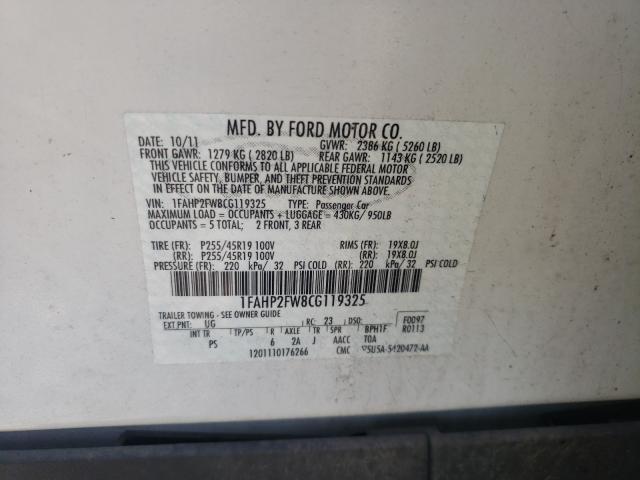 MFD. BY FORD MOTOR CO.
DATE: 10/11 GVWR: 2386 KG ( 5260 LB)
FRONT GAWR: 1279 KG ( 2820 LB) REAR GAWR: 1143 KG ( 2520 LB)
THIS VEHICLE CONFORMS TO ALL APPLICABLE FEDERAL MOTOR
VEHICLE SAFETY, BUMPER, AND THEFT PREVENTION STANDARDS
IN EFFECT ON THE DATE OF MANUFACTURE SHOWN ABOVE.
VIN: 1FAHP2FW8CG119325 TYPE: Passenger Car
MAXIMUM LOAD = OCCUPANTS + LUGGAGE = 430KG/ 950LB
OCCUPANTS = 5 TOTAL; 2 FRONT, 3 REAR
TIRE (FR): P255/45R19 100V RIMS (FR): 19X8.0J
(RR): P255/45R19 100V (RR): 19X8.0J
PRESSURE (FR): 220 kPa/ 32 PSI COLD (RR): 220 kPa/ 32 PSI COLD
1FAHP2FW8CG119325
TRAILER TOWING - SEE OWNER GUIDE
EXT PNT: UG RC: 23 DSO: F0097
INT TR TP/PS R AXLE TR SPR BPH1F R0113
PS 6 2A J AACC TOA
1201110176266 CMC 5U5A-5420472-AA